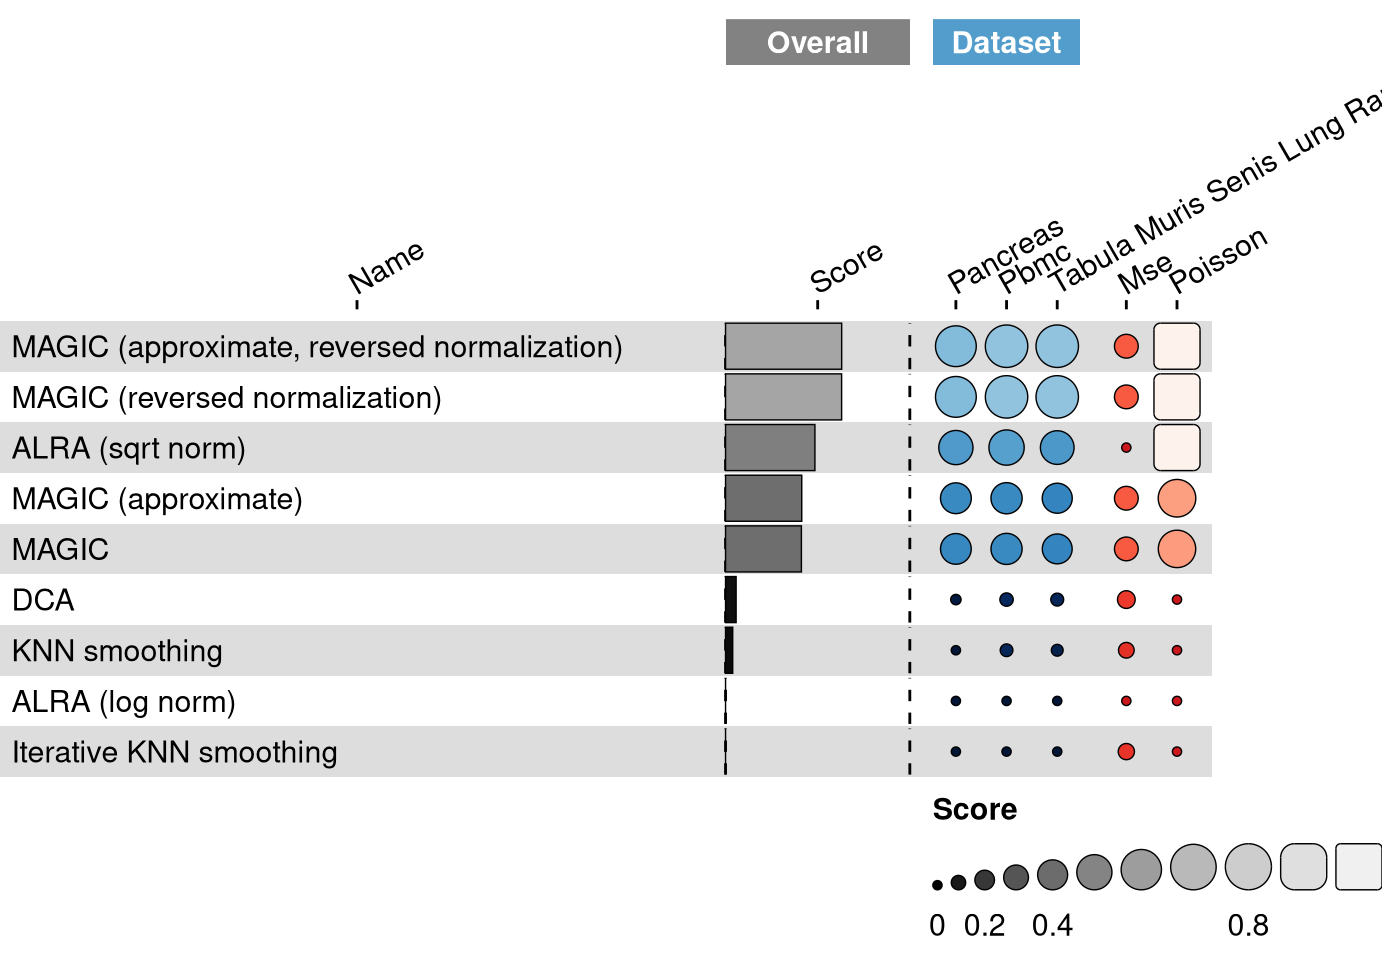 Overall Dataset
Name Score Pancreas Pbmc Tabula Muris Senis Lung Mse Poisson
MAGIC (approximate, reversed normalization)
MAGIC (reversed normalization)
ALRA (sqrt norm)
MAGIC (approximate)
MAGIC
DCA
KNN smoothing
ALRA (log norm)
Iterative KNN smoothing
Score
0 0.2 0.4 0.8